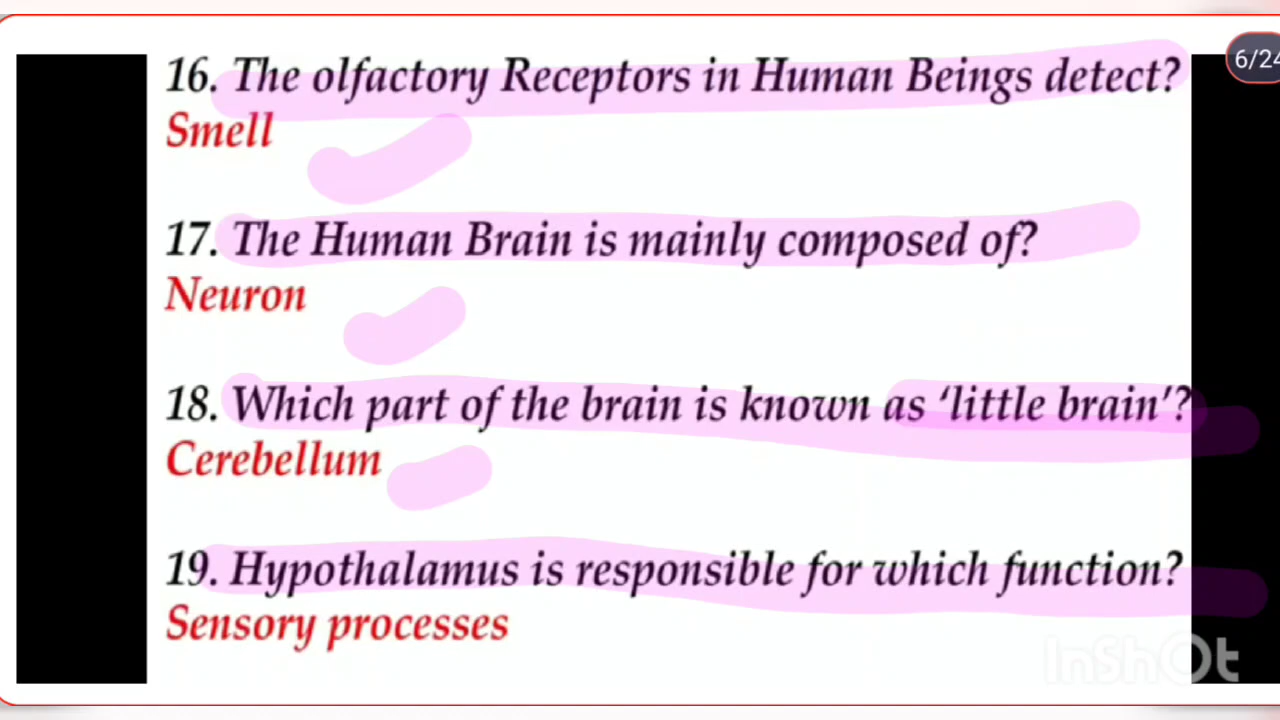 6/24
16. The olfactory Receptors in Human Beings detect?
Smell
17. The Human Brain is mainly composed of?
Neuron
18. Which part of the brain is known as ‘little brain’?
Cerebellum
19. Hypothalamus is responsible for which function?
Sensory processes
InShOt